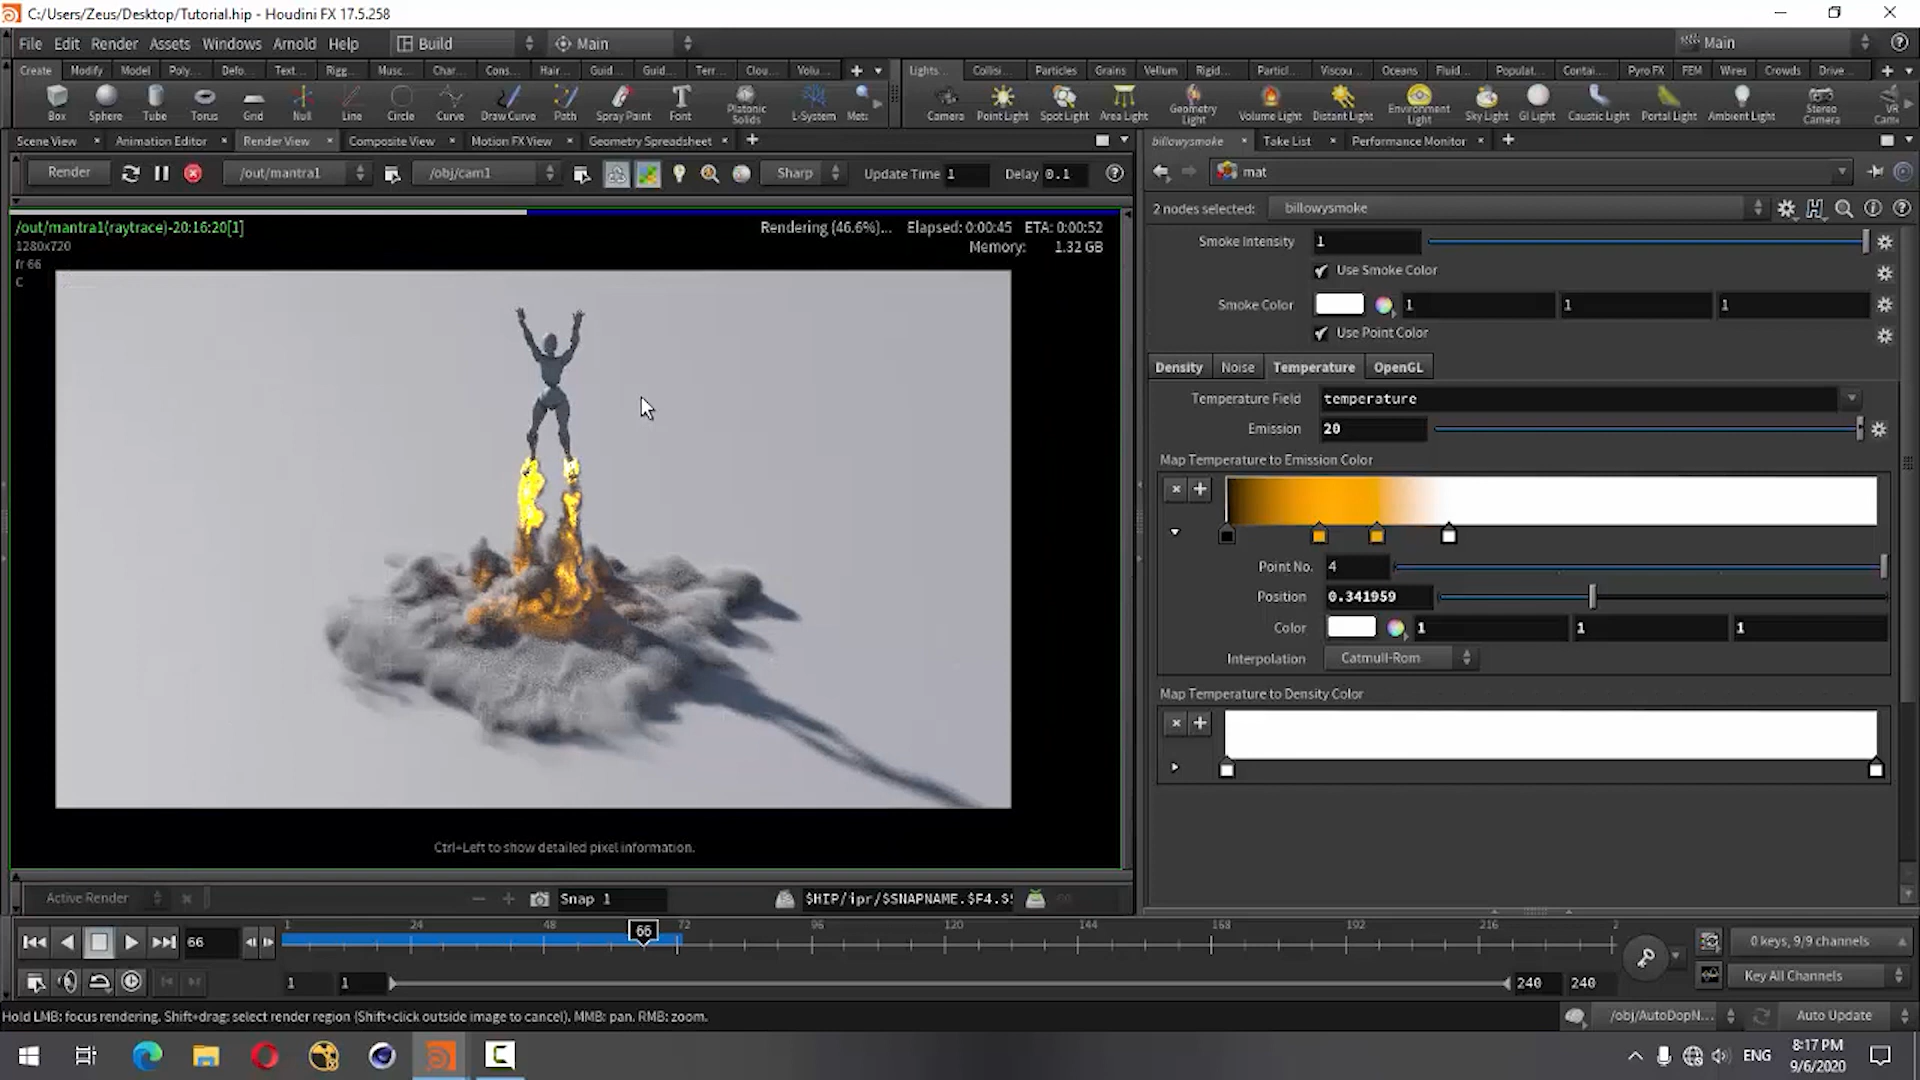 C:/Users/Zeus/Desktop/Tutorial.hip - Houdini FX 17.5.258
File Edit Render Assets Windows Arnold Help Build Main Main
Create Modify Model Poly... Defo... Text... Rigg... Musc... Char... Cons... Hair... Guid... Guid... Terr... Clou... Volu... Lights... Collisi... Particles Grains Vellum Rigid... Particl... Viscou... Oceans Fluid... Populat... Contai... Pyro FX FEM Wires Crowds Drive...
Box Sphere Tube Torus Grid Null Line Circle Curve Draw Curve Path Spray Paint Font Platonic Solids L-System Meta Camera Point Light Spot Light Area Light Geometry Light Volume Light Distant Light Environment Light Sky Light GI Light Caustic Light Portal Light Ambient Light Stereo Camera VR Cam
Scene View Animation Editor Render View Composite View Motion FX View Geometry Spreadsheet billowysmoke Take List Performance Monitor
Render /out/mantra1 /obj/cam1 Sharp Update Time 1 Delay 0.1 mat
2 nodes selected: billowysmoke
/out/mantra1(raytrace)-20:16:20[1] Rendering (46.6%)... Elapsed: 0:00:45 ETA: 0:00:52
1280x720 Memory: 1.32 GB
fr 66
C
Smoke Intensity 1
Use Smoke Color
Smoke Color 1 1 1
Use Point Color
Density Noise Temperature OpenGL
Temperature Field temperature
Emission 20
Map Temperature to Emission Color
Point No. 4
Position 0.341959
Color 1 1 1
Interpolation Catmull-Rom
Map Temperature to Density Color
Ctrl+Left to show detailed pixel information.
Active Render Snap 1 $HIP/ipr/$SNAPNAME.$F4.$
66 1 24 48 66 72 96 120 144 168 192 216 2 0 keys, 9/9 channels
1 1 240 240 Key All Channels
Hold LMB: focus rendering. Shift+drag: select render region (Shift+click outside image to cancel). MMB: pan. RMB: zoom. /obj/AutoDopN... Auto Update
ENG 8:17 PM
9/6/2020